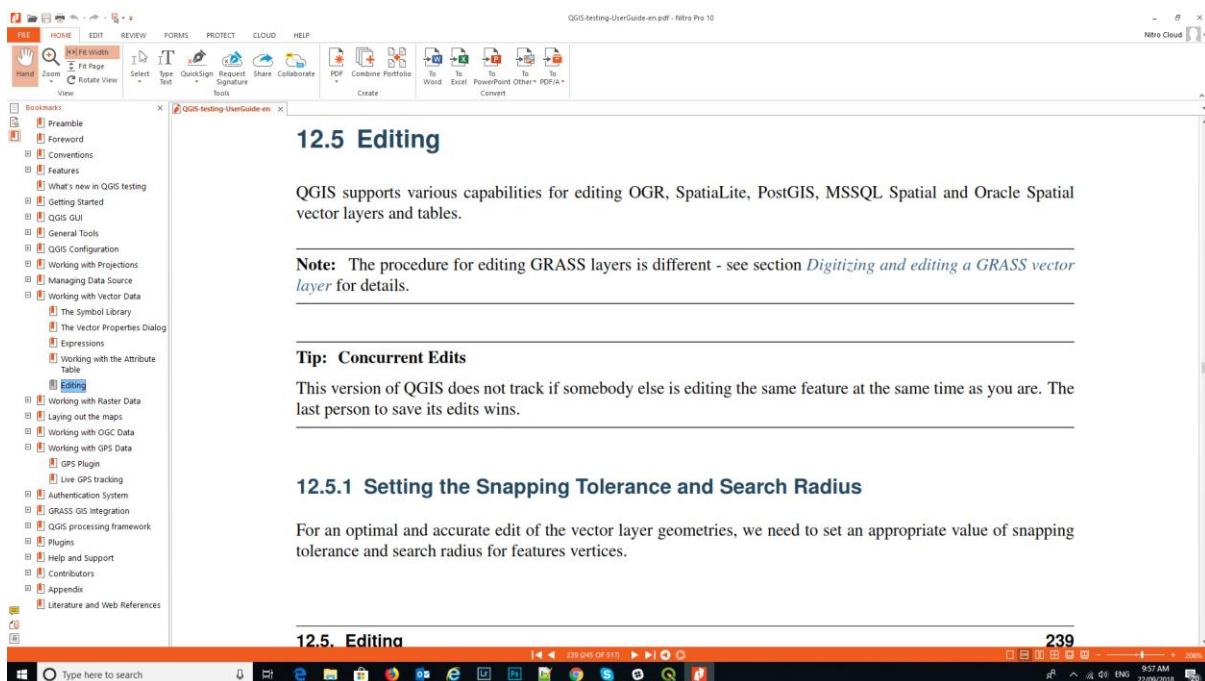 QGIS-testing-UserGuide-en.pdf - Nitro Pro 10
FILE HOME EDIT REVIEW FORMS PROTECT CLOUD HELP
Nitro Cloud
Hand
Zoom
Fit Width
Fit Page
Rotate View
View
Select
Type Text
QuickSign
Request Signature
Share
Collaborate
Tools
PDF
Combine
Portfolio
Create
To Word
To Excel
To PowerPoint
To Other
To PDF/A
Convert
Bookmarks
QGIS-testing-UserGuide-en
Preamble
Foreword
Conventions
Features
What's new in QGIS testing
Getting Started
QGIS GUI
General Tools
QGIS Configuration
Working with Projections
Managing Data Source
Working with Vector Data
The Symbol Library
The Vector Properties Dialog
Expressions
Working with the Attribute
Table
Editing
Working with Raster Data
Laying out the maps
Working with OGC Data
Working with GPS Data
GPS Plugin
Live GPS tracking
Authentication System
GRASS GIS Integration
QGIS processing framework
Plugins
Help and Support
Contributors
Appendix
Literature and Web References
12.5 Editing
QGIS supports various capabilities for editing OGR, SpatiaLite, PostGIS, MSSQL Spatial and Oracle Spatial
vector layers and tables.
Note: The procedure for editing GRASS layers is different - see section Digitizing and editing a GRASS vector
layer for details.
Tip: Concurrent Edits
This version of QGIS does not track if somebody else is editing the same feature at the same time as you are. The
last person to save its edits wins.
12.5.1 Setting the Snapping Tolerance and Search Radius
For an optimal and accurate edit of the vector layer geometries, we need to set an appropriate value of snapping
tolerance and search radius for features vertices.
12.5. Editing 239
239 (245 OF 517)
206%
Type here to search
ENG
9:57 AM
22/09/2018